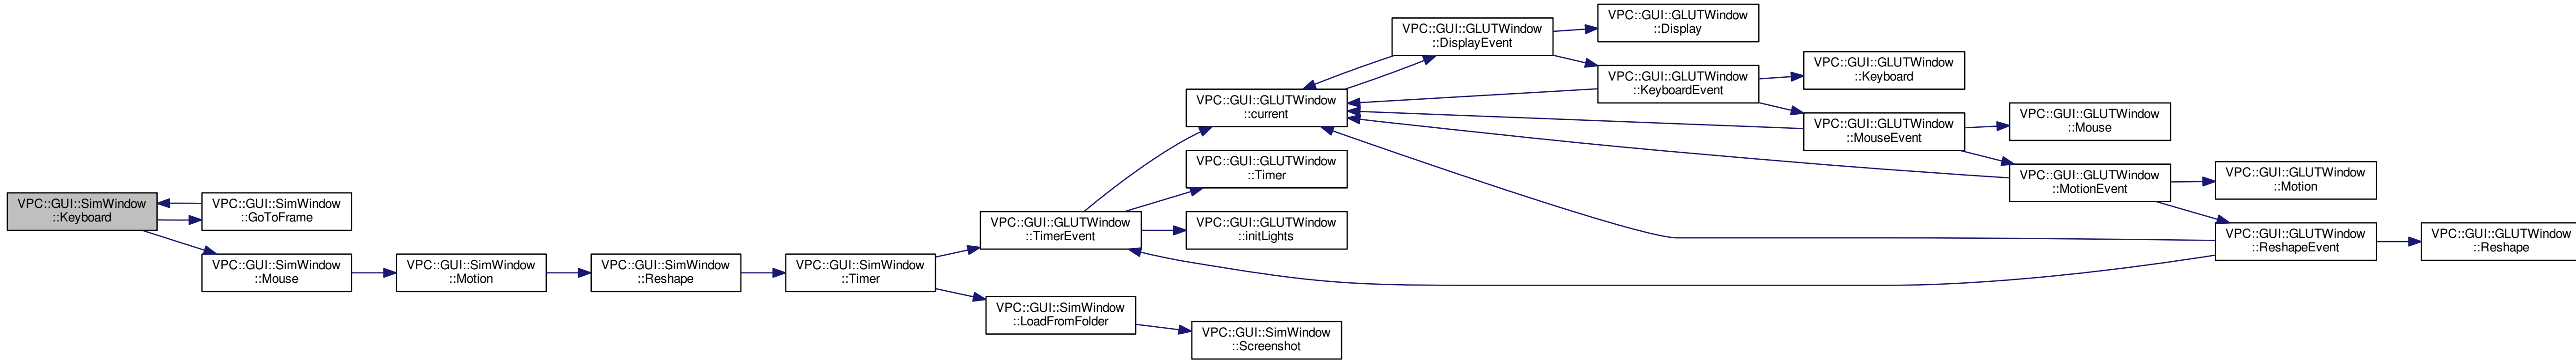 VPC::GUI::SimWindow
::Keyboard
VPC::GUI::SimWindow
::GoToFrame
VPC::GUI::SimWindow
::Mouse
VPC::GUI::SimWindow
::Motion
VPC::GUI::SimWindow
::Reshape
VPC::GUI::SimWindow
::Timer
VPC::GUI::GLUTWindow
::TimerEvent
VPC::GUI::SimWindow
::LoadFromFolder
VPC::GUI::GLUTWindow
::current
VPC::GUI::GLUTWindow
::Timer
VPC::GUI::GLUTWindow
::initLights
VPC::GUI::SimWindow
::Screenshot
VPC::GUI::GLUTWindow
::DisplayEvent
VPC::GUI::GLUTWindow
::Display
VPC::GUI::GLUTWindow
::KeyboardEvent
VPC::GUI::GLUTWindow
::Keyboard
VPC::GUI::GLUTWindow
::MouseEvent
VPC::GUI::GLUTWindow
::Mouse
VPC::GUI::GLUTWindow
::MotionEvent
VPC::GUI::GLUTWindow
::Motion
VPC::GUI::GLUTWindow
::ReshapeEvent
VPC::GUI::GLUTWindow
::Reshape